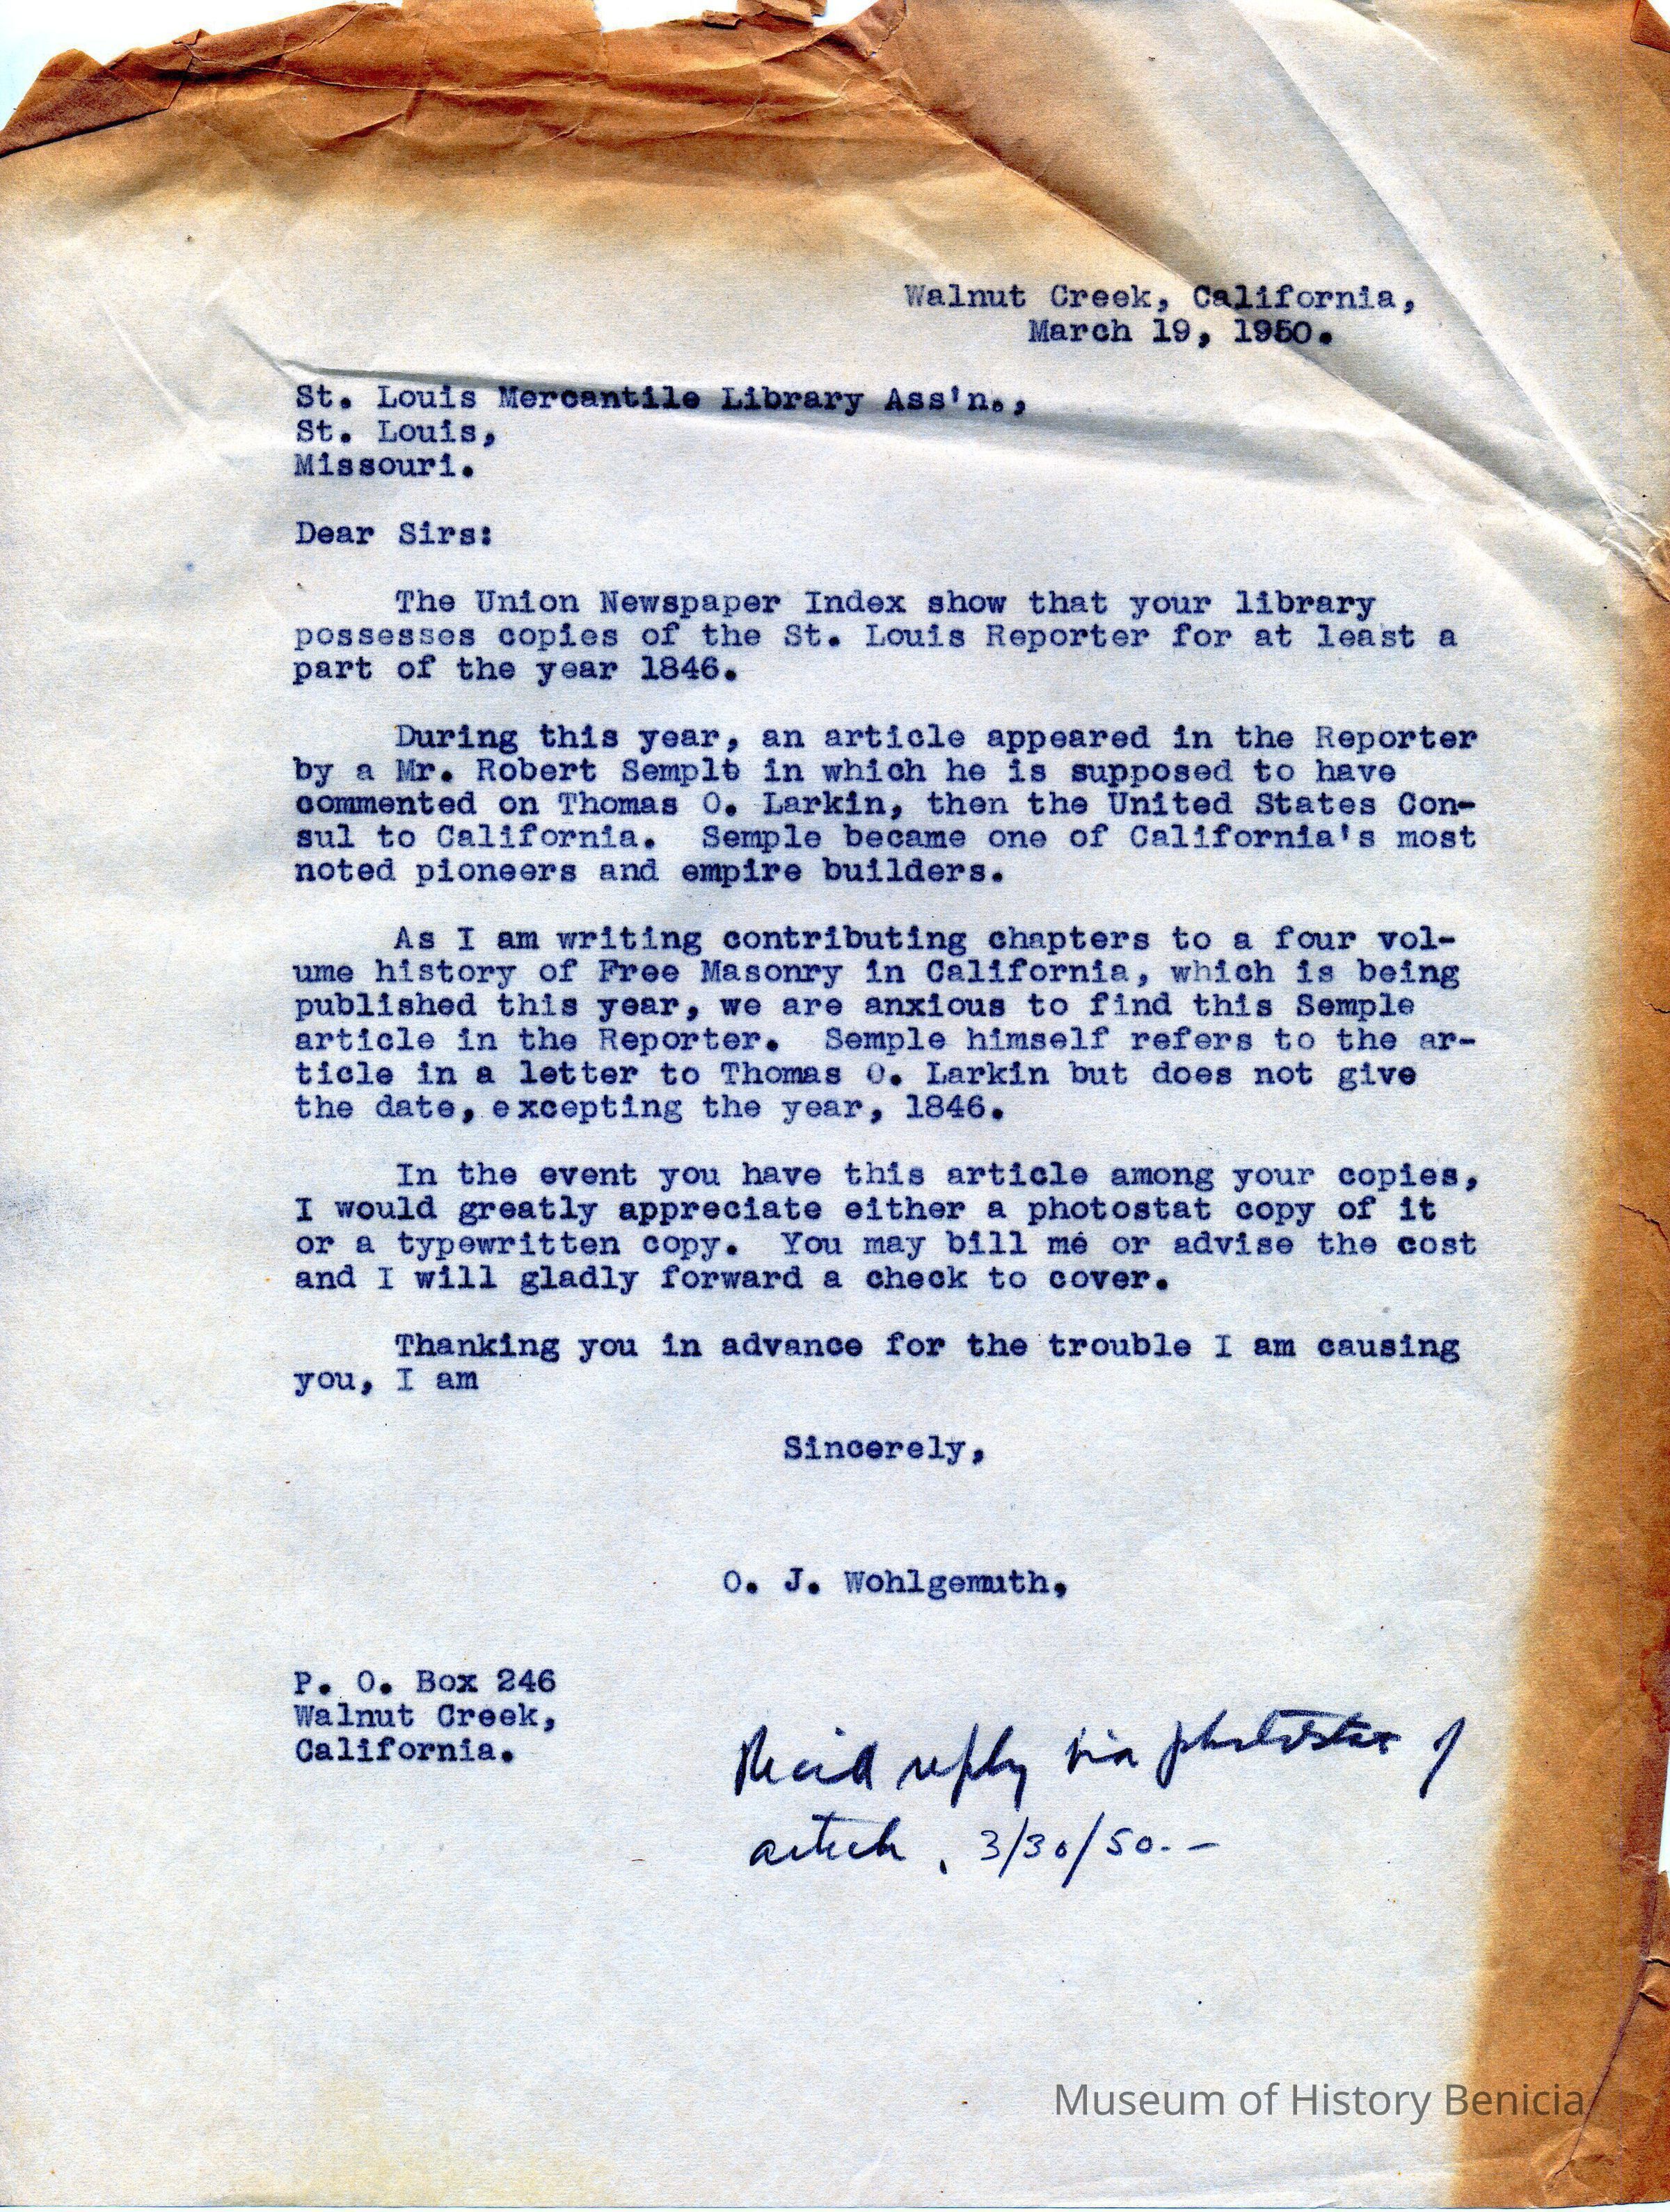 Walnut Creek, California,
March 19, 1950.
St. Louis Mercantile Library Ass'n.,
St. Louis,
Missouri.
Dear Sirs:
The Union Newspaper Index show that your library
possesses copies of the St. Louis Reporter for at least a
part of the year 1846.
During this year, an article appeared in the Reporter
by a Mr. Robert Semple in which he is supposed to have
commented on Thomas O. Larkin, then the United States Con-
sul to California. Semple became one of California's most
noted pioneers and empire builders.
As I am writing contributing chapters to a four vol-
ume history of Free Masonry in California, which is being
published this year, we are anxious to find this Semple
article in the Reporter. Semple himself refers to the ar-
ticle in a letter to Thomas O. Larkin but does not give
the date, excepting the year, 1846.
In the event you have this article among your copies,
I would greatly appreciate either a photostat copy of it
or a typewritten copy. You may bill me or advise the cost
and I will gladly forward a check to cover.
Thanking you in advance for the trouble I am causing
you, I am
Sincerely,
O. J. Wohlgemuth,
P. O. Box 246
Walnut Creek,
California.
Rec'd reply via photostat of
article, 3/30/50.-
Museum of History Benicia